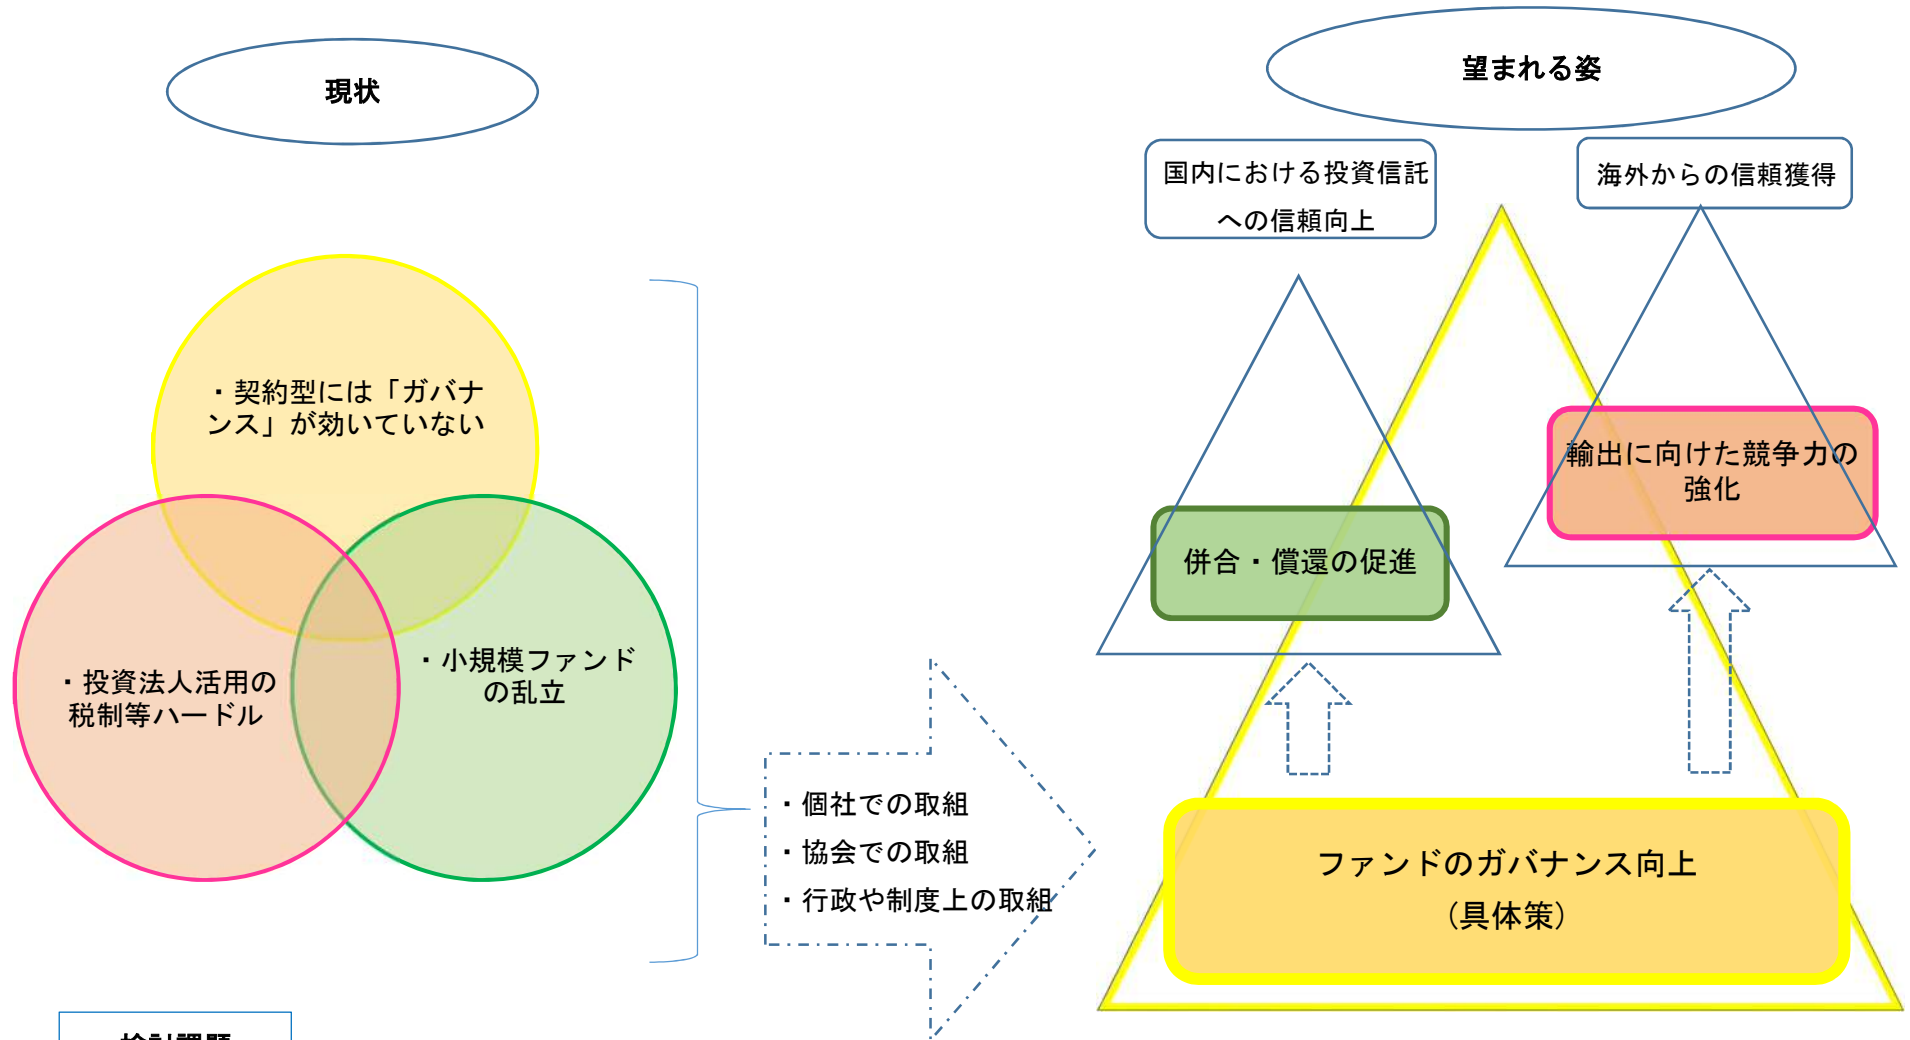 現状
・契約型には「ガバナ
ンス」が効いていない
・投資法人活用の
税制等ハードル
・小規模ファンド
の乱立
・個社での取組
・協会での取組
・行政や制度上の取組
望まれる姿
国内における投資信託
への信頼向上
海外からの信頼獲得
輸出に向けた競争力の
強化
併合・償還の促進
ファンドのガバナンス向上
(具体策)
検討課題